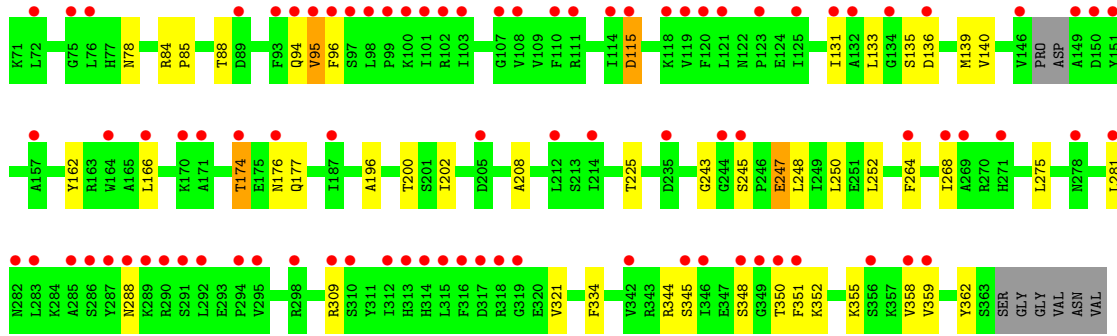 K71 L72 G75 L76 H77 N78 R84 P85 T88 D89 F93 Q94 V95 F96 S97 L98 P99 K100 I101 R102 I103 G107 V108 V109 F110 R111 I114 D115 K118 V119 F120 L121 N122 P123 E124 I125 I131 A132 L133 G134 S135 D136 M139 V140 V146 PRO ASP A149 D150 Y151
A157 Y162 R163 W164 A165 L166 K170 A171 T174 E175 N176 Q177 I187 A196 T200 S201 I202 D205 A208 L212 S213 I214 T225 D235 G243 G244 S245 P246 E247 L248 I249 L250 E251 L252 F264 I268 A269 R270 H271 L275 N278 L281
N282 L283 K284 A285 S286 Y287 N288 K289 R290 S291 L292 E293 P294 V295 R298 R309 S310 Y311 I312 H313 H314 L315 F316 D317 R318 G319 E320 V321 F334 V342 R343 R344 S345 I346 E347 S348 G349 T350 F351 K352 K355 S356 K357 V358 V359 Y362 S363 SER GLY GLY VAL ASN VAL